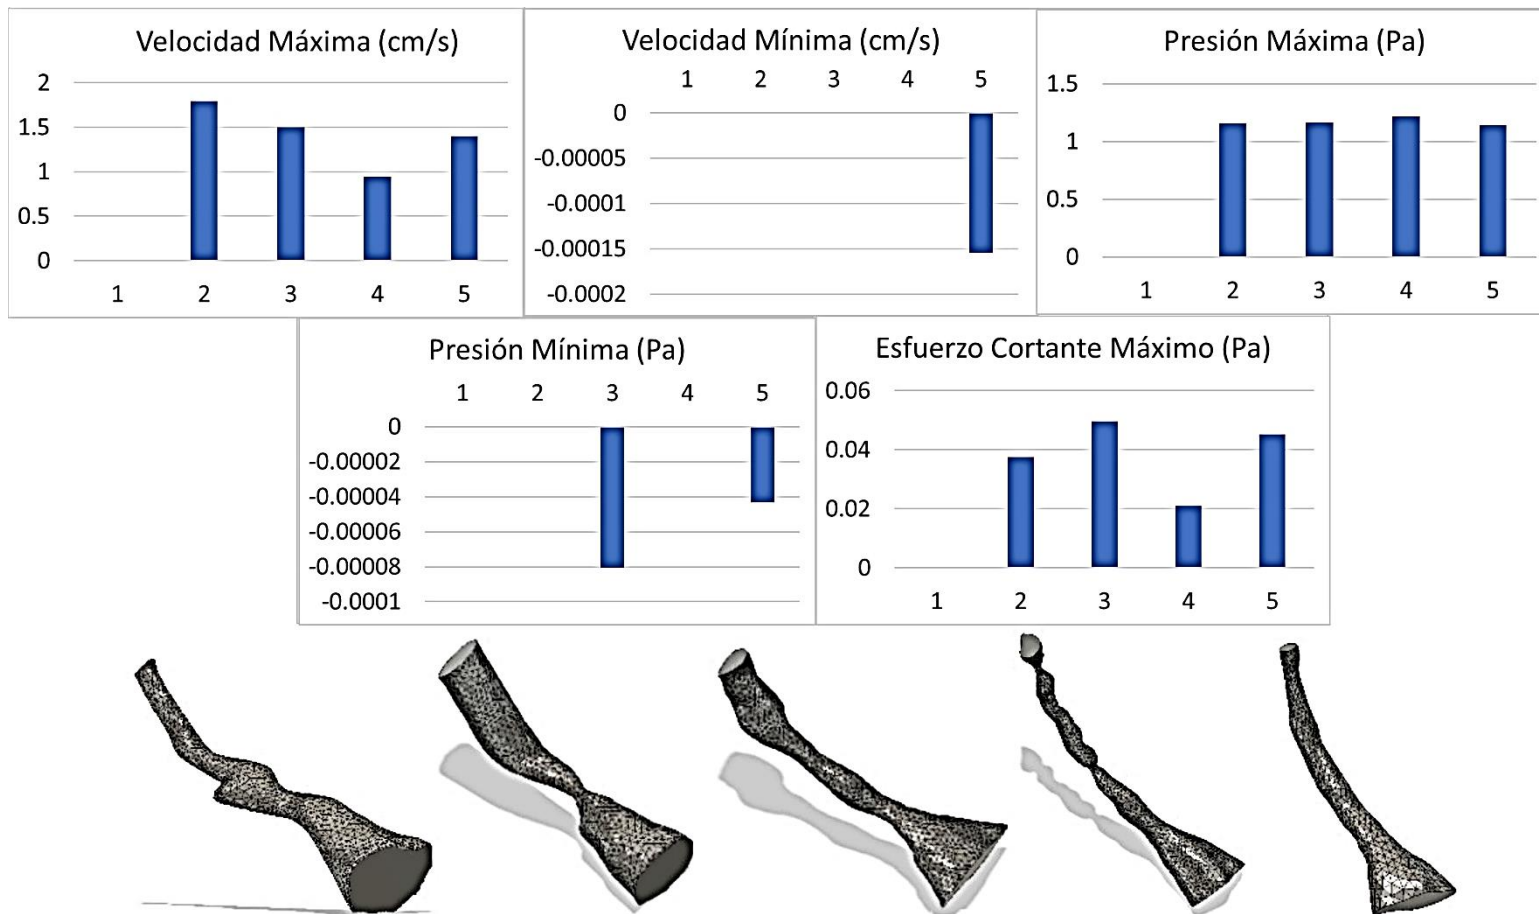 Velocidad Máxima (cm/s)
2
1.5
1
0.5
0
1 2 3 4 5
Velocidad Mínima (cm/s)
1 2 3 4 5
0
-0.00005
-0.0001
-0.00015
-0.0002
Presión Máxima (Pa)
1.5
1
0.5
0
1 2 3 4 5
Presión Mínima (Pa)
1 2 3 4 5
0
-0.00002
-0.00004
-0.00006
-0.00008
-0.0001
Esfuerzo Cortante Máximo (Pa)
0.06
0.04
0.02
0
1 2 3 4 5